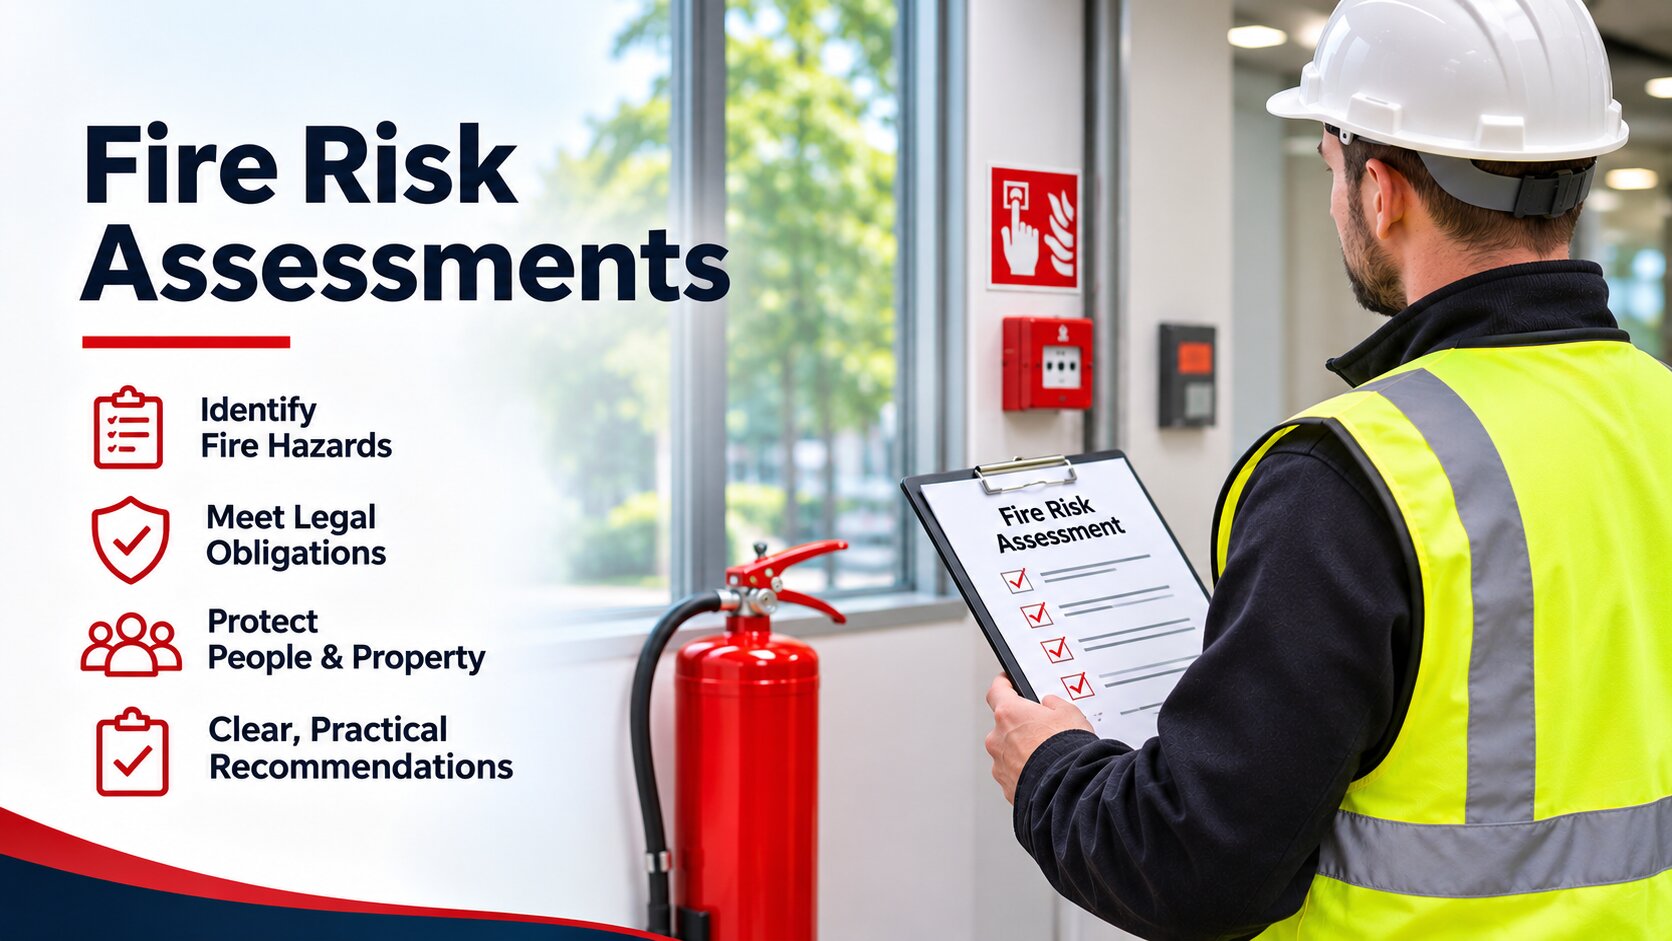 Fire Risk
Assessments
Identify
Fire Hazards
Meet Legal
Obligations
Protect
People & Property
Clear, Practical
Recommendations
Fire Risk
Assessment